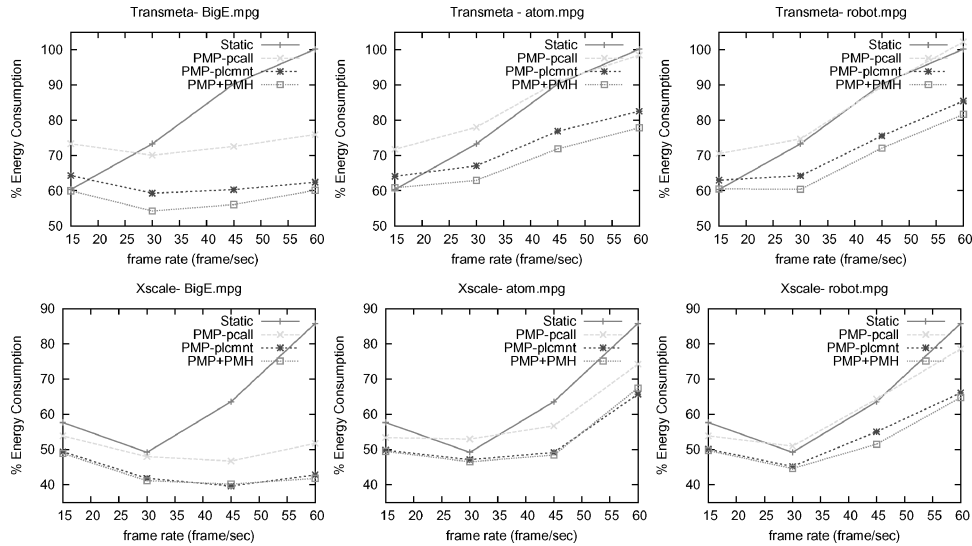 Transmeta- BigE.mpg
% Energy Consumption
100
90
80
70
60
50
Static
PMP-pcall
PMP-plcmnt
PMP+PMH
15 20 25 30 35 40 45 50 55 60
frame rate (frame/sec)
Transmeta - atom.mpg
% Energy Consumption
100
90
80
70
60
50
Static
PMP-pcall
PMP-plcmnt
PMP+PMH
15 20 25 30 35 40 45 50 55 60
frame rate (frame/sec)
Transmeta- robot.mpg
% Energy Consumption
100
90
80
70
60
50
Static
PMP-pcall
PMP-plcmnt
PMP+PMH
15 20 25 30 35 40 45 50 55 60
frame rate (frame/sec)
Xscale- BigE.mpg
% Energy Consumption
90
80
70
60
50
40
Static
PMP-pcall
PMP-plcmnt
PMP+PMH
15 20 25 30 35 40 45 50 55 60
frame rate (frame/sec)
Xscale- atom.mpg
% Energy Consumption
90
80
70
60
50
40
Static
PMP-pcall
PMP-plcmnt
PMP+PMH
15 20 25 30 35 40 45 50 55 60
frame rate (frame/sec)
Xscale- robot.mpg
% Energy Consumption
90
80
70
60
50
40
Static
PMP-pcall
PMP-plcmnt
PMP+PMH
15 20 25 30 35 40 45 50 55 60
frame rate (frame/sec)